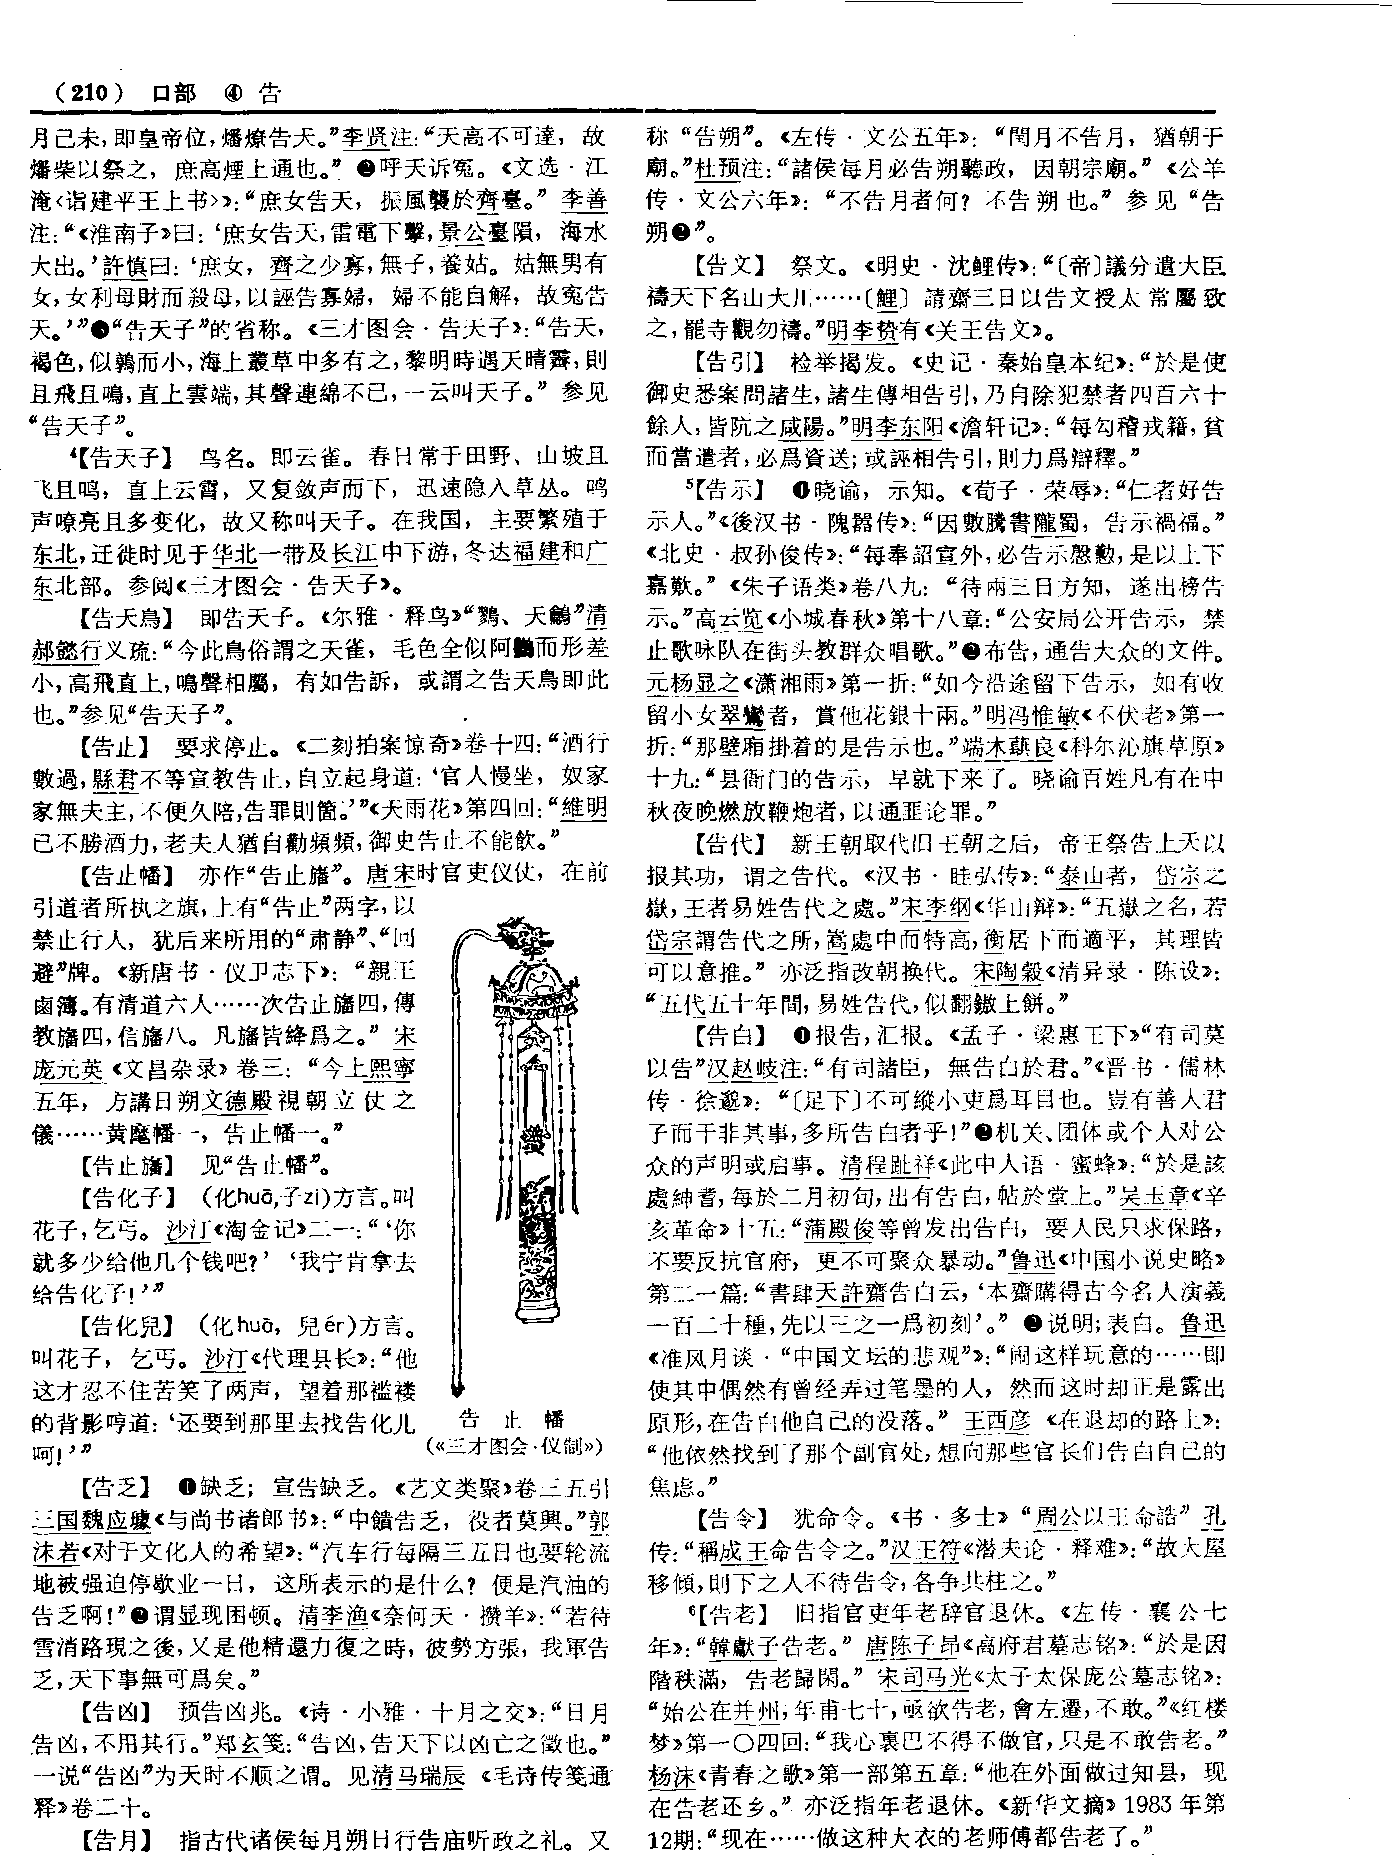 （210） 口部 ④ 告
月己未，即皇帝位，燔燎告天。”李贤注：“天高不可達，故
燔柴以祭之，庶高煙上通也。”❷呼天诉冤。《文选·江
淹〈诣建平王上书〉》：“庶女告天，振風襲於齊臺。”李善
注：“《淮南子》曰：‘庶女告天，雷電下擊，景公臺隕，海水
大出。’許慎曰：‘庶女，齊之少寡，無子，養姑。姑無男有
女，女利母財而殺母，以誣告寡婦，婦不能自解，故冤告
天。’”❸“告天子”的省称。《三才图会·告天子》：“告天，
褐色，似鶉而小，海上叢草中多有之，黎明時遇天晴霽，則
且飛且鳴，直上雲端，其聲連綿不已，一云叫天子。”参见
“告天子”。
⁴【告天子】 鸟名。即云雀。春日常于田野、山坡且
飞且鸣，直上云霄，又复敛声而下，迅速隐入草丛。鸣
声嘹亮且多变化，故又称叫天子。在我国，主要繁殖于
东北，迁徙时见于华北一带及长江中下游，冬达福建和广
东北部。参阅《三才图会·告天子》。
【告天鳥】 即告天子。《尔雅·释鸟》“鷚、天鸙”清
郝懿行义疏：“今此鳥俗謂之天雀，毛色全似阿鷚而形差
小，高飛直上，鳴聲相屬，有如告訴，或謂之告天鳥即此
也。”参见“告天子”。
【告止】 要求停止。《二刻拍案惊奇》卷十四：“酒行
數過，縣君不等宣教告止，自立起身道：‘官人慢坐，奴家
家無夫主，不便久陪，告罪則箇。’”《天雨花》第四回：“維明
已不勝酒力，老夫人猶自勸頻頻，御史告止不能飲。”
【告止幡】 亦作“告止旛”。唐宋时官吏仪仗，在前
引道者所执之旗，上有“告止”两字，以
禁止行人，犹后来所用的“肃静”、“回
避”牌。《新唐书·仪卫志下》：“親王
鹵簿。有清道六人……次告止旛四，傳
教旛四，信旛八。凡旛皆絳爲之。”宋
庞元英《文昌杂录》卷三：“今上熙寧
五年，方講日朔文德殿視朝立仗之
儀……黄麾幡一，告止幡一。”
【告止旛】 见“告止幡”。
【告化子】 （化huā，子zi）方言。叫
花子，乞丐。沙汀《淘金记》二一：“‘你
就多少给他几个钱吧？’‘我宁肯拿去
给告化子！’”
【告化兒】 （化huā，兒ér）方言。
叫花子，乞丐。沙汀《代理县长》：“他
这才忍不住苦笑了两声，望着那褴褛
的背影哼道：‘还要到那里去找告化儿
呵！’”
告 止 幡
（《三才图会·仪制》）
【告乏】 ❶缺乏；宣告缺乏。《艺文类聚》卷三五引
三国魏应璩《与尚书诸郎书》：“中饋告乏，役者莫興。”郭
沫若《对于文化人的希望》：“汽车行每隔三五日也要轮流
地被强迫停歇业一日，这所表示的是什么？便是汽油的
告乏啊！”❷谓显现困顿。清李渔《奈何天·攒羊》：“若待
雪消路現之後，又是他精還力復之時，彼勢方張，我軍告
乏，天下事無可爲矣。”
【告凶】 预告凶兆。《诗·小雅·十月之交》：“日月
告凶，不用其行。”郑玄笺：“告凶，告天下以凶亡之徵也。”
一说“告凶”为天时不顺之谓。见清马瑞辰《毛诗传笺通
释》卷二十。
【告月】 指古代诸侯每月朔日行告庙听政之礼。又
称“告朔”。《左传·文公五年》：“閏月不告月，猶朝于
廟。”杜预注：“諸侯每月必告朔聽政，因朝宗廟。”《公羊
传·文公六年》：“不告月者何？不告朔也。”参见“告
朔❷”。
【告文】 祭文。《明史·沈鲤传》：“〔帝〕議分遣大臣
禱天下名山大川……〔鯉〕請齋三日以告文授太常屬致
之，罷寺觀勿禱。”明李贽有《关王告文》。
【告引】 检举揭发。《史记·秦始皇本纪》：“於是使
御史悉案問諸生，諸生傳相告引，乃自除犯禁者四百六十
餘人，皆阬之咸陽。”明李东阳《澹轩记》：“每勾稽戎籍，貧
而當遣者，必爲資送；或誣相告引，則力爲辯釋。”
⁵【告示】 ❶晓谕，示知。《荀子·荣辱》：“仁者好告
示人。”《後汉书·隗嚣传》：“因數騰書隴蜀，告示禍福。”
《北史·叔孙俊传》：“每奉詔宣外，必告示慇懃，是以上下
嘉歎。”《朱子语类》卷八九：“待兩三日方知，遂出榜告
示。”高云览《小城春秋》第十八章：“公安局公开告示，禁
止歌咏队在街头教群众唱歌。”❷布告，通告大众的文件。
元杨显之《潇湘雨》第一折：“如今沿途留下告示，如有收
留小女翠鸞者，賞他花銀十兩。”明冯惟敏《不伏老》第一
折：“那壁廂掛着的是告示也。”端木蕻良《科尔沁旗草原》
十九：“县衙门的告示，早就下来了。晓谕百姓凡有在中
秋夜晚燃放鞭炮者，以通匪论罪。”
【告代】 新王朝取代旧王朝之后，帝王祭告上天以
报其功，谓之告代。《汉书·眭弘传》：“泰山者，岱宗之
嶽，王者易姓告代之處。”宋李纲《华山辩》：“五嶽之名，若
岱宗謂告代之所，嵩處中而特高，衡居下而適平，其理皆
可以意推。”亦泛指改朝换代。宋陶穀《清异录·陈设》：
“五代五十年間，易姓告代，似翻鏊上餅。”
【告白】 ❶报告，汇报。《孟子·梁惠王下》“有司莫
以告”汉赵岐注：“有司諸臣，無告白於君。”《晋书·儒林
传·徐邈》：“〔足下〕不可縱小吏爲耳目也。豈有善人君
子而干非其事，多所告白者乎！”❷机关、团体或个人对公
众的声明或启事。清程趾祥《此中人语·蜜蜂》：“於是該
處紳耆，每於二月初旬，出有告白，帖於堂上。”吴玉章《辛
亥革命》十五：“蒲殿俊等曾发出告白，要人民只求保路，
不要反抗官府，更不可聚众暴动。”鲁迅《中国小说史略》
第二一篇：“書肆天許齋告白云，‘本齋購得古今名人演義
一百二十種，先以三之一爲初刻’。”❸说明；表白。鲁迅
《准风月谈·“中国文坛的悲观”》：“闹这样玩意的……即
使其中偶然有曾经弄过笔墨的人，然而这时却正是露出
原形，在告白他自己的没落。”王西彦《在退却的路上》：
“他依然找到了那个副官处，想向那些官长们告白自己的
焦虑。”
【告令】 犹命令。《书·多士》“周公以王命誥”孔
传：“稱成王命告令之。”汉王符《潜夫论·释难》：“故大屋
移傾，則下之人不待告令，各争共柱之。”
⁶【告老】 旧指官吏年老辞官退休。《左传·襄公七
年》：“韓獻子告老。”唐陈子昂《高府君墓志铭》：“於是因
階秩滿，告老歸閑。”宋司马光《太子太保庞公墓志铭》：
“始公在并州，年甫七十，亟欲告老，會左遷，不敢。”《红楼
梦》第一〇四回：“我心裏巴不得不做官，只是不敢告老。”
杨沫《青春之歌》第一部第五章：“他在外面做过知县，现
在告老还乡。”亦泛指年老退休。《新华文摘》1983年第
12期：“现在……做这种大衣的老师傅都告老了。”